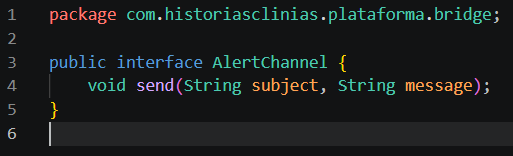 1 package com.historiasclinias.plataforma.bridge;
2
3 public interface AlertChannel {
4     void send(String subject, String message);
5 }
6